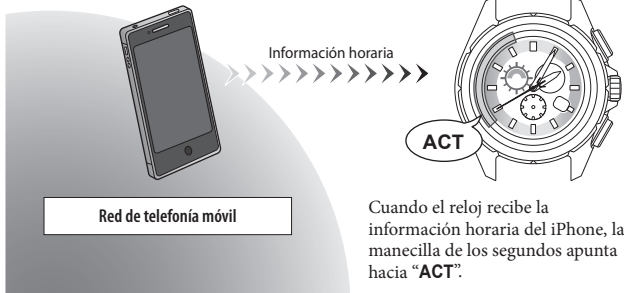 Información horaria
ACT
Red de telefonía móvil
Cuando el reloj recibe la
información horaria del iPhone, la
manecilla de los segundos apunta
hacia “ACT”.